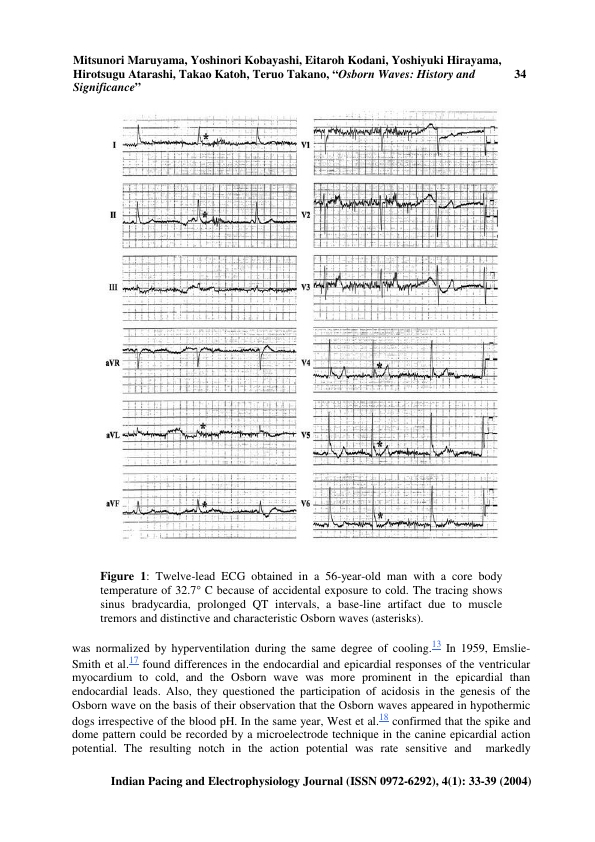 Mitsunori Maruyama, Yoshinori Kobayashi, Eitaroh Kodani, Yoshiyuki Hirayama,
Hirotsugu Atarashi, Takao Katoh, Teruo Takano, “Osborn Waves: History and 34
Significance”
I * V1
II * V2
III V3
aVR V4 *
aVL * V5 *
aVF * V6 *
Figure 1: Twelve-lead ECG obtained in a 56-year-old man with a core body
temperature of 32.7° C because of accidental exposure to cold. The tracing shows
sinus bradycardia, prolonged QT intervals, a base-line artifact due to muscle
tremors and distinctive and characteristic Osborn waves (asterisks).
was normalized by hyperventilation during the same degree of cooling.13 In 1959, Emslie-
Smith et al.17 found differences in the endocardial and epicardial responses of the ventricular
myocardium to cold, and the Osborn wave was more prominent in the epicardial than
endocardial leads. Also, they questioned the participation of acidosis in the genesis of the
Osborn wave on the basis of their observation that the Osborn waves appeared in hypothermic
dogs irrespective of the blood pH. In the same year, West et al.18 confirmed that the spike and
dome pattern could be recorded by a microelectrode technique in the canine epicardial action
potential. The resulting notch in the action potential was rate sensitive and markedly
Indian Pacing and Electrophysiology Journal (ISSN 0972-6292), 4(1): 33-39 (2004)